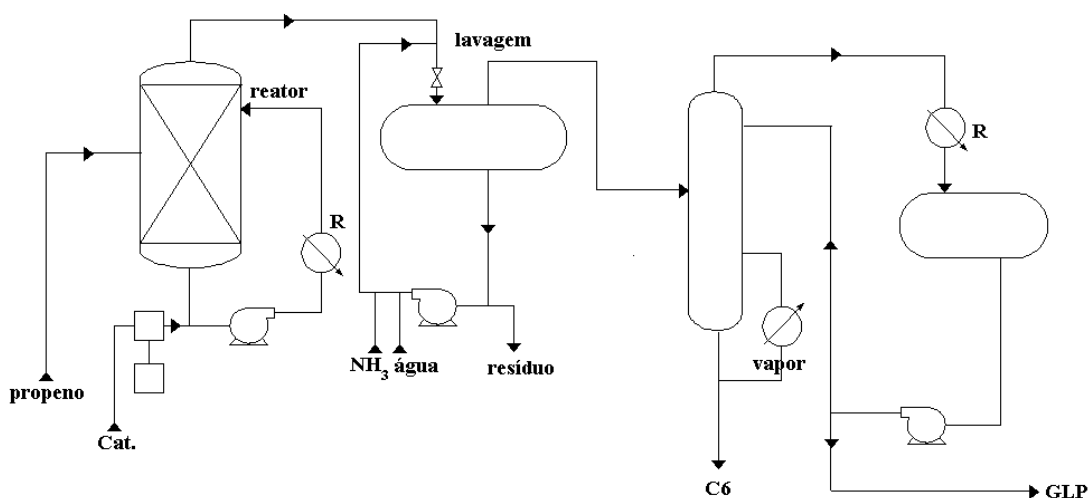 lavagem
reator
R
R
propeno
Cat.
NH3 água
resíduo
vapor
C6
GLP